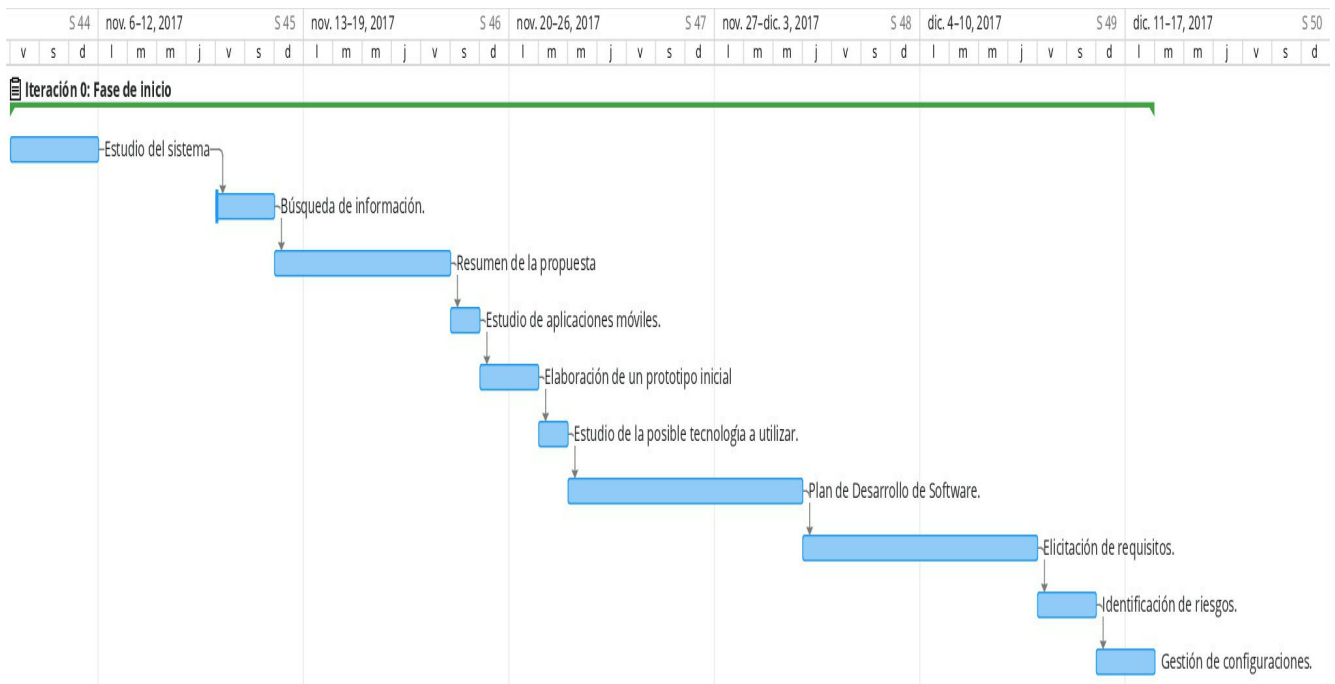 S 44 nov. 6–12, 2017 S 45 nov. 13–19, 2017 S 46 nov. 20–26, 2017 S 47 nov. 27–dic. 3, 2017 S 48 dic. 4–10, 2017 S 49 dic. 11–17, 2017 S 50
v s d l m m j v s d l m m j v s d l m m j v s d l m m j v s d l m m j v s d l m m j v s d
Iteración 0: Fase de inicio
Estudio del sistema
Búsqueda de información.
Resumen de la propuesta
Estudio de aplicaciones móviles.
Elaboración de un prototipo inicial
Estudio de la posible tecnología a utilizar.
Plan de Desarrollo de Software.
Elicitación de requisitos.
Identificación de riesgos.
Gestión de configuraciones.